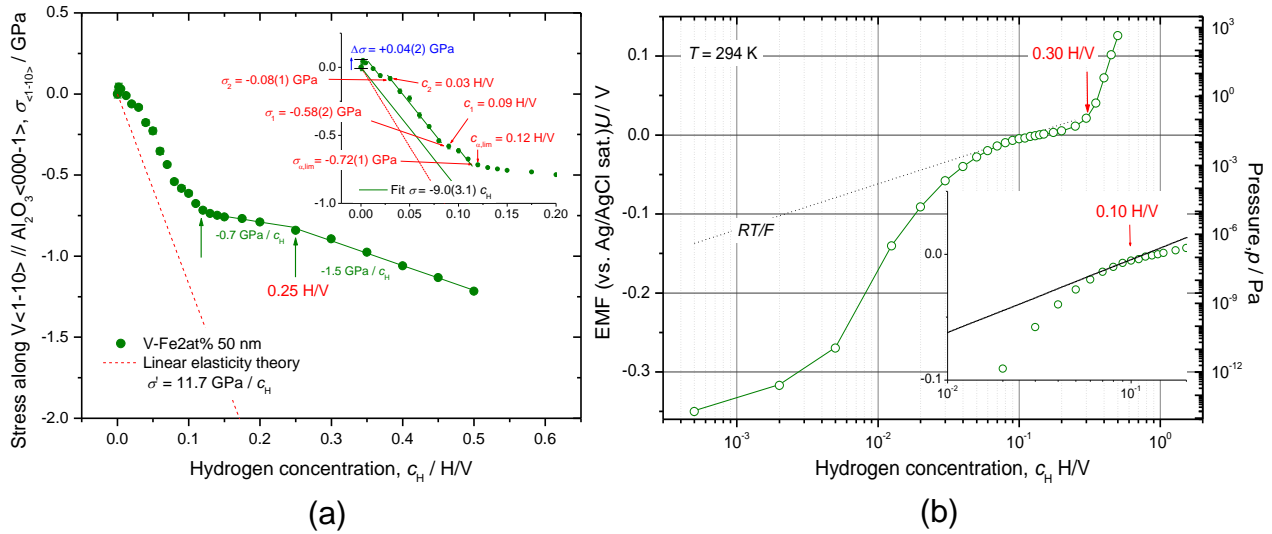 Stress along V<1-10> // Al2O3<000-1>, σ<1-10> / GPa
0.0
-0.5
-1.0
-1.5
-2.0
0.0 0.1 0.2 0.3 0.4 0.5 0.6
Hydrogen concentration, cH / H/V
-0.7 GPa / cH
0.25 H/V
-1.5 GPa / cH
V-Fe2at% 50 nm
Linear elasticity theory
σ' = 11.7 GPa / cH
Δσ = +0.04(2) GPa
σ2 = -0.08(1) GPa
c2 = 0.03 H/V
σ1 = -0.58(2) GPa
c1 = 0.09 H/V
cα,lim = 0.12 H/V
σα,lim = -0.72(1) GPa
Fit σ = -9.0(3.1) cH
0.0
-0.5
-1.0
0.00 0.05 0.10 0.15 0.20
(a)
EMF (vs. Ag/AgCl sat.)μ / V
0.1
0.0
-0.1
-0.2
-0.3
10-3 10-2 10-1 100
Hydrogen concentration, cH H/V
T = 294 K
0.30 H/V
RT/F
0.10 H/V
0.0
-0.1
10-2 10-1
103
100
10-3
10-6
10-9
10-12
Pressure, p / Pa
(b)